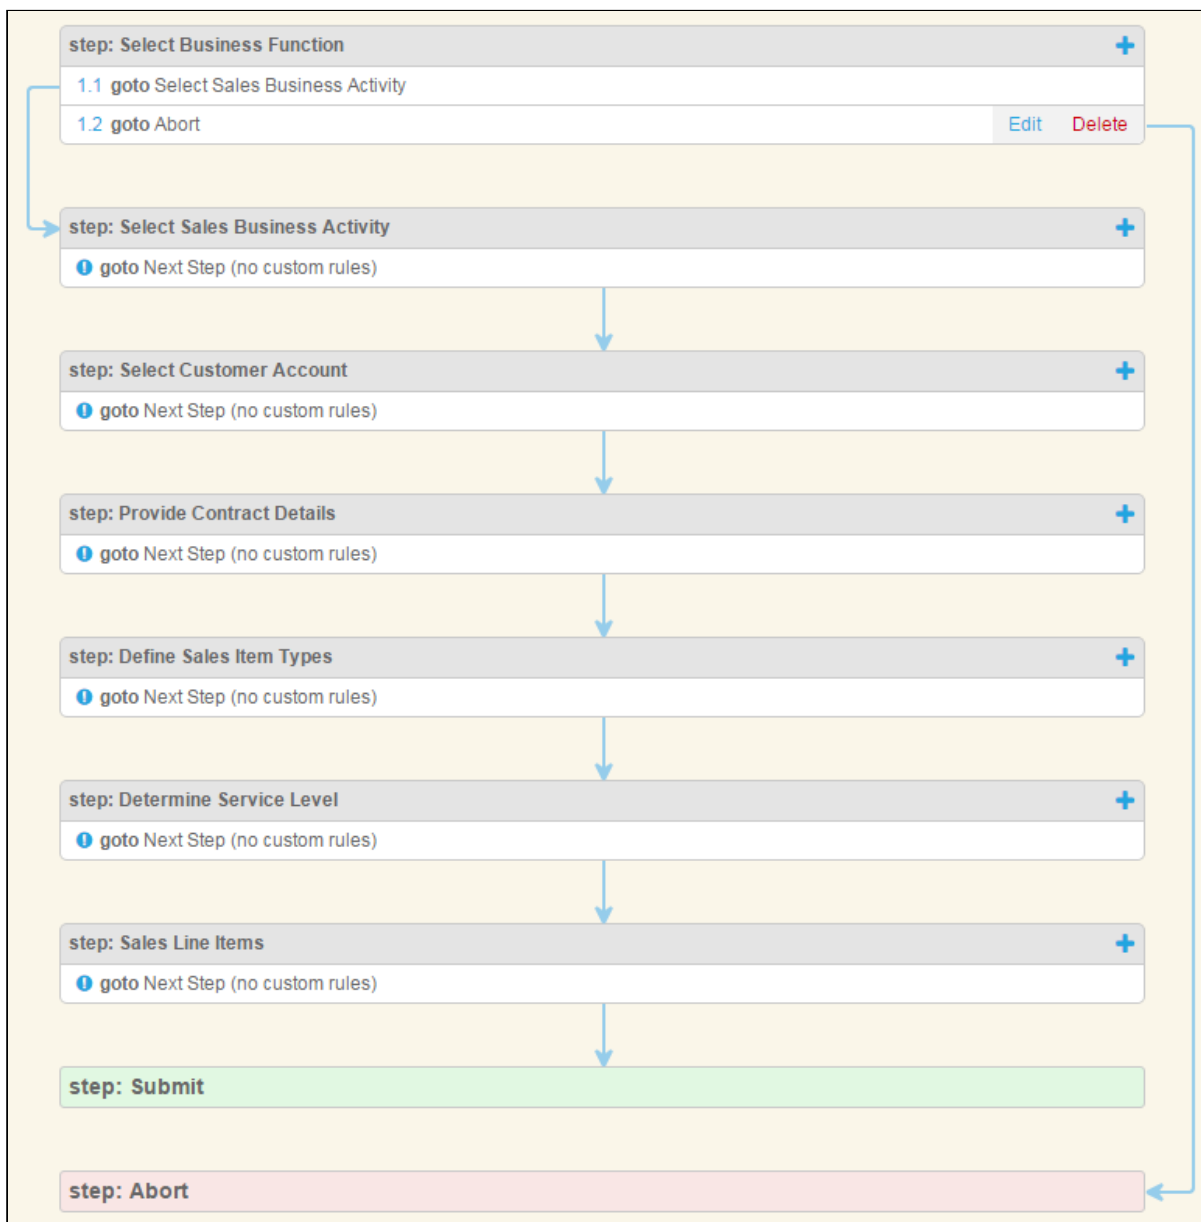 step: Select Business Function
1.1 goto Select Sales Business Activity
1.2 goto Abort Edit Delete
step: Select Sales Business Activity
goto Next Step (no custom rules)
step: Select Customer Account
goto Next Step (no custom rules)
step: Provide Contract Details
goto Next Step (no custom rules)
step: Define Sales Item Types
goto Next Step (no custom rules)
step: Determine Service Level
goto Next Step (no custom rules)
step: Sales Line Items
goto Next Step (no custom rules)
step: Submit
step: Abort